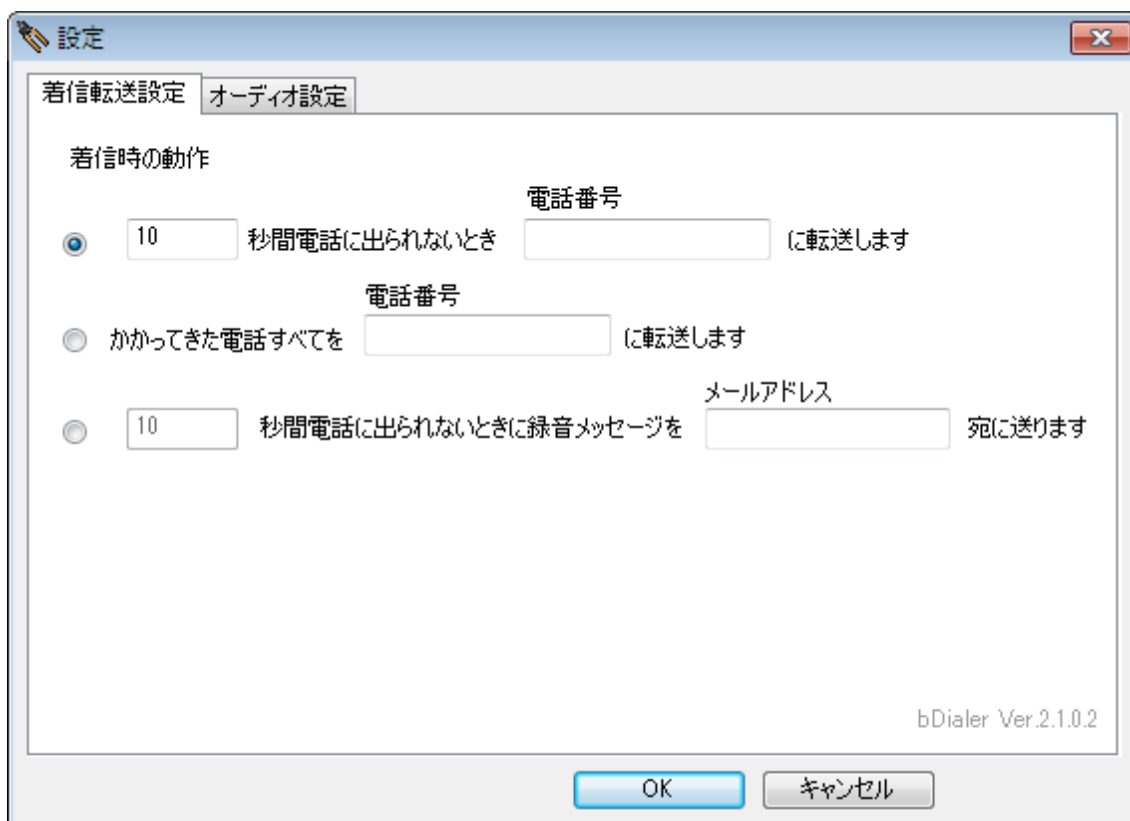 設定
着信転送設定 オーディオ設定
着信時の動作
電話番号
10 秒間電話に出られないとき に転送します
電話番号
かかってきた電話すべてを に転送します
メールアドレス
10 秒間電話に出られないときに録音メッセージを 宛に送ります
bDialer Ver.2.1.0.2
OK キャンセル